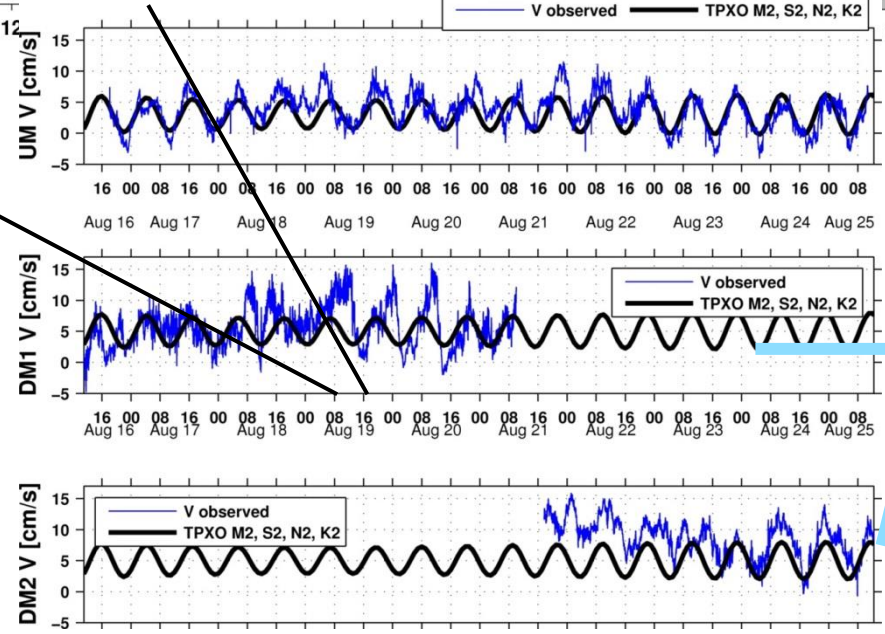 12
V observed TPXO M2, S2, N2, K2
UM V [cm/s]
15
10
5
0
−5
16 00 08 16 00 08 16 00 08 16 00 08 16 00 08 16 00 08 16 00 08 16 00 08 16 00 08
Aug 16 Aug 17 Aug 18 Aug 19 Aug 20 Aug 21 Aug 22 Aug 23 Aug 24 Aug 25
DM1 V [cm/s]
15
10
5
0
−5
V observed
TPXO M2, S2, N2, K2
16 00 08 16 00 08 16 00 08 16 00 08 16 00 08 16 00 08 16 00 08 16 00 08 16 00 08
Aug 16 Aug 17 Aug 18 Aug 19 Aug 20 Aug 21 Aug 22 Aug 23 Aug 24 Aug 25
DM2 V [cm/s]
15
10
5
0
−5
V observed
TPXO M2, S2, N2, K2